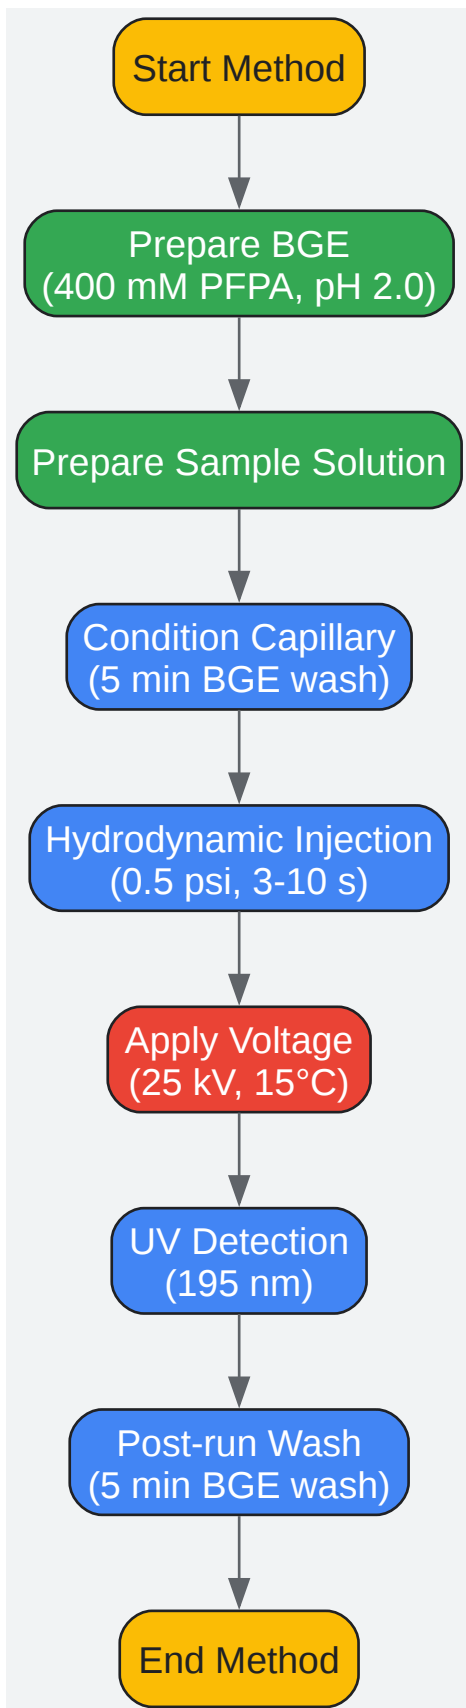 Start Method
Prepare BGE
(400 mM PFPA, pH 2.0)
Prepare Sample Solution
Condition Capillary
(5 min BGE wash)
Hydrodynamic Injection
(0.5 psi, 3-10 s)
Apply Voltage
(25 kV, 15°C)
UV Detection
(195 nm)
Post-run Wash
(5 min BGE wash)
End Method